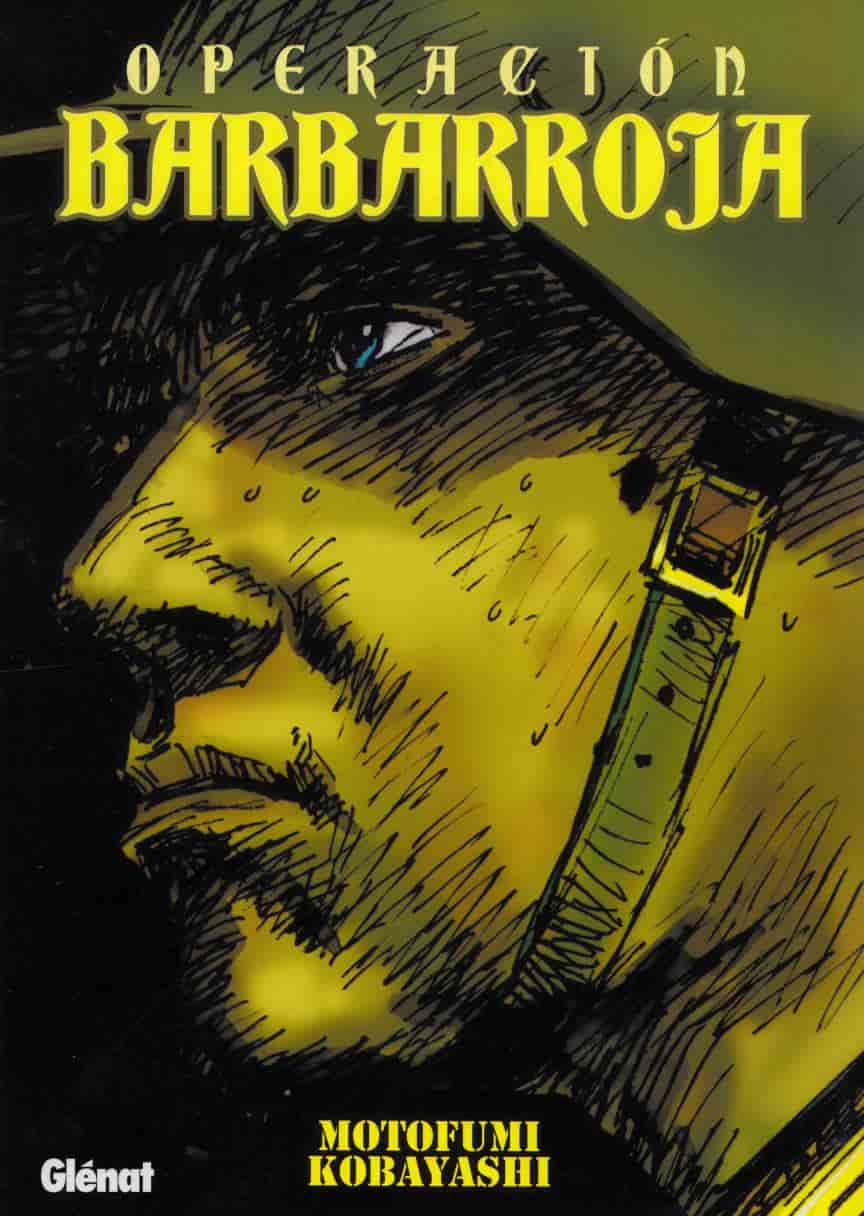 OPERACIÓN
BARBARROJA
MOTOFUMI
KOBAYASHI
Glénat